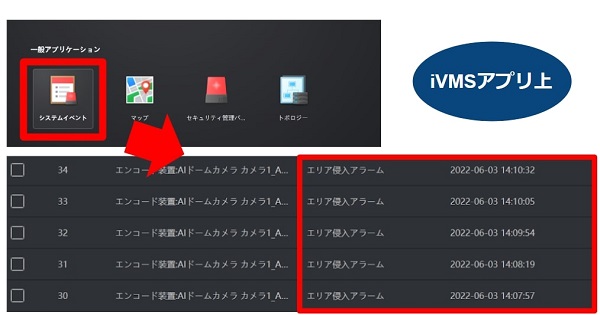 一般アプリケーション
iVMSアプリ上
システムイベント マップ セキュリティ管理パ... トポロジー
34 エンコード装置:AIドームカメラ カメラ1_A... エリア侵入アラーム 2022-06-03 14:10:32
33 エンコード装置:AIドームカメラ カメラ1_A... エリア侵入アラーム 2022-06-03 14:10:05
32 エンコード装置:AIドームカメラ カメラ1_A... エリア侵入アラーム 2022-06-03 14:09:54
31 エンコード装置:AIドームカメラ カメラ1_A... エリア侵入アラーム 2022-06-03 14:08:19
30 エンコード装置:AIドームカメラ カメラ1_A... エリア侵入アラーム 2022-06-03 14:07:57